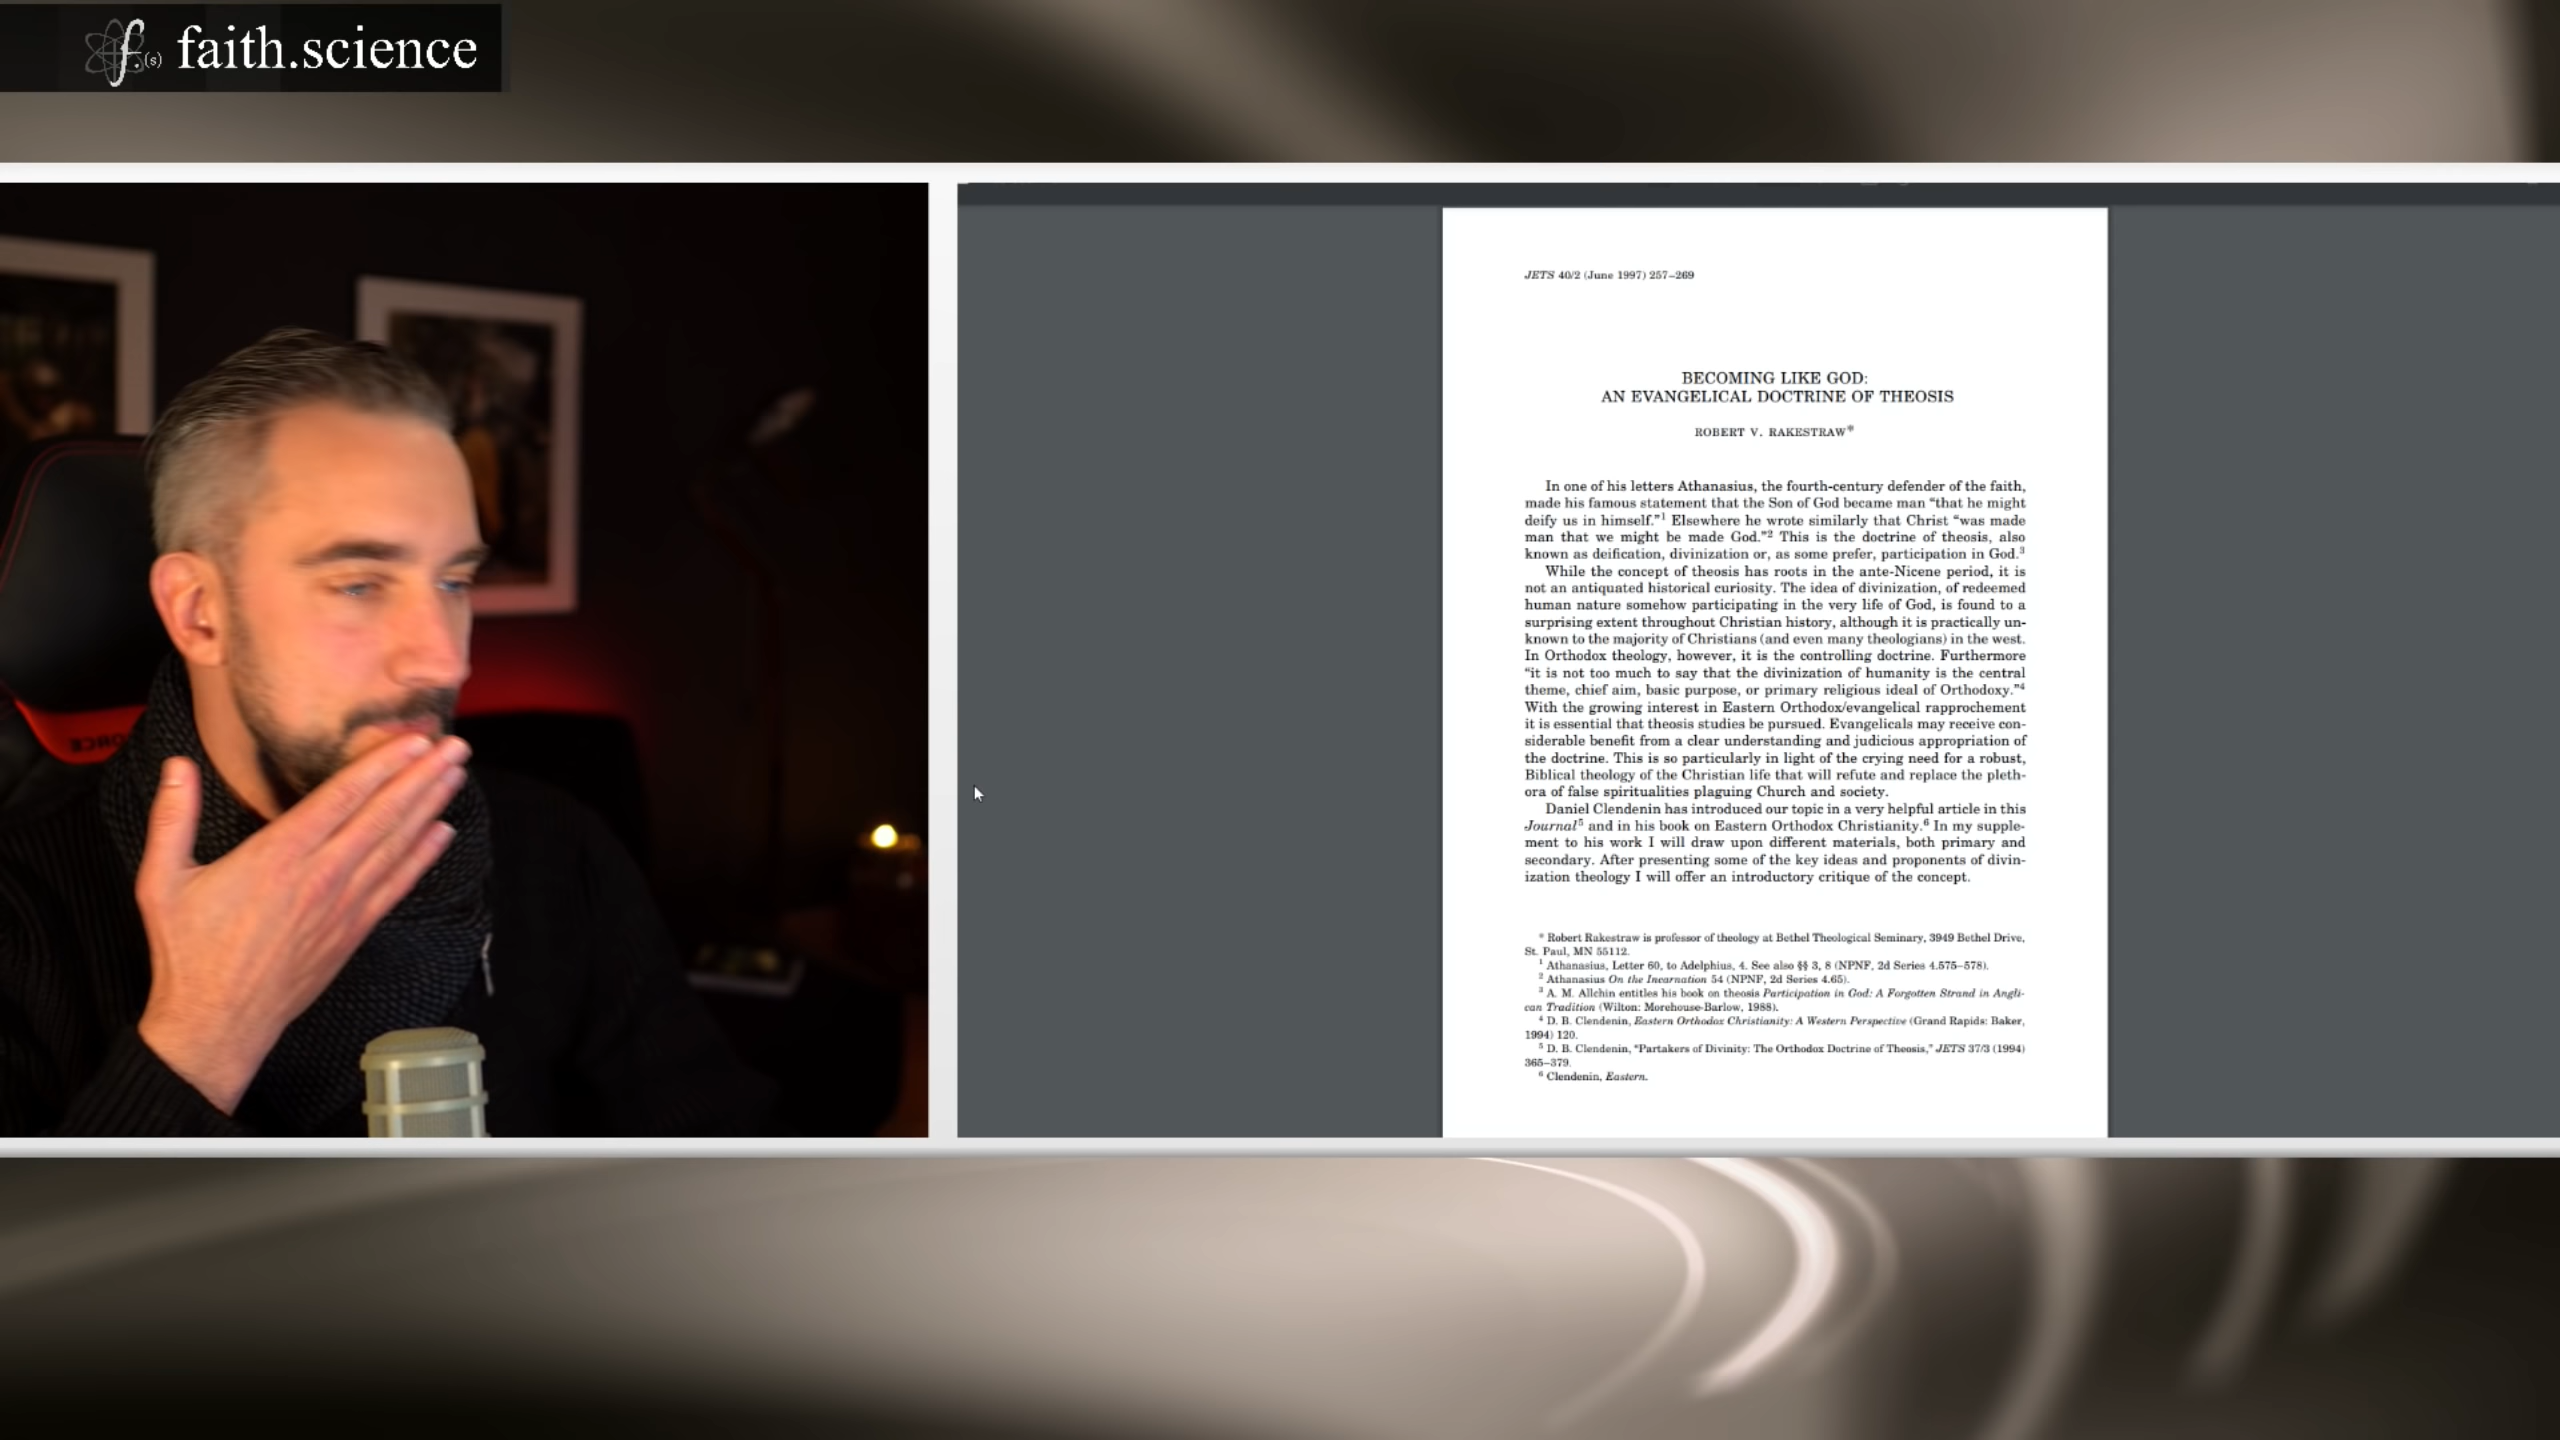 f.(s) faith.science
JETS 40/2 (June 1997) 257–269
BECOMING LIKE GOD:
AN EVANGELICAL DOCTRINE OF THEOSIS
ROBERT V. RAKESTRAW*
In one of his letters Athanasius, the fourth-century defender of the faith,
made his famous statement that the Son of God became man “that he might
deify us in himself.”1 Elsewhere he wrote similarly that Christ “was made
man that we might be made God.”2 This is the doctrine of theosis, also
known as deification, divinization or, as some prefer, participation in God.3
While the concept of theosis has roots in the ante-Nicene period, it is
not an antiquated historical curiosity. The idea of divinization, of redeemed
human nature somehow participating in the very life of God, is found to a
surprising extent throughout Christian history, although it is practically un-
known to the majority of Christians (and even many theologians) in the west.
In Orthodox theology, however, it is the controlling doctrine. Furthermore
“it is not too much to say that the divinization of humanity is the central
theme, chief aim, basic purpose, or primary religious ideal of Orthodoxy.”4
With the growing interest in Eastern Orthodox/evangelical rapprochement
it is essential that theosis studies be pursued. Evangelicals may receive con-
siderable benefit from a clear understanding and judicious appropriation of
the doctrine. This is so particularly in light of the crying need for a robust,
Biblical theology of the Christian life that will refute and replace the pleth-
ora of false spiritualities plaguing Church and society.
Daniel Clendenin has introduced our topic in a very helpful article in this
Journal5 and in his book on Eastern Orthodox Christianity.6 In my supple-
ment to his work I will draw upon different materials, both primary and
secondary. After presenting some of the key ideas and proponents of divin-
ization theology I will offer an introductory critique of the concept.
* Robert Rakestraw is professor of theology at Bethel Theological Seminary, 3949 Bethel Drive,
St. Paul, MN 55112.
1 Athanasius, Letter 60, to Adelphius, 4. See also §§ 3, 8 (NPNF, 2d Series 4.575–578).
2 Athanasius On the Incarnation 54 (NPNF, 2d Series 4.65).
3 A. M. Allchin entitles his book on theosis Participation in God: A Forgotten Strand in Angli-
can Tradition (Wilton: Morehouse-Barlow, 1988).
4 D. B. Clendenin, Eastern Orthodox Christianity: A Western Perspective (Grand Rapids: Baker,
1994) 120.
5 D. B. Clendenin, “Partakers of Divinity: The Orthodox Doctrine of Theosis,” JETS 37/3 (1994)
365–379.
6 Clendenin, Eastern.